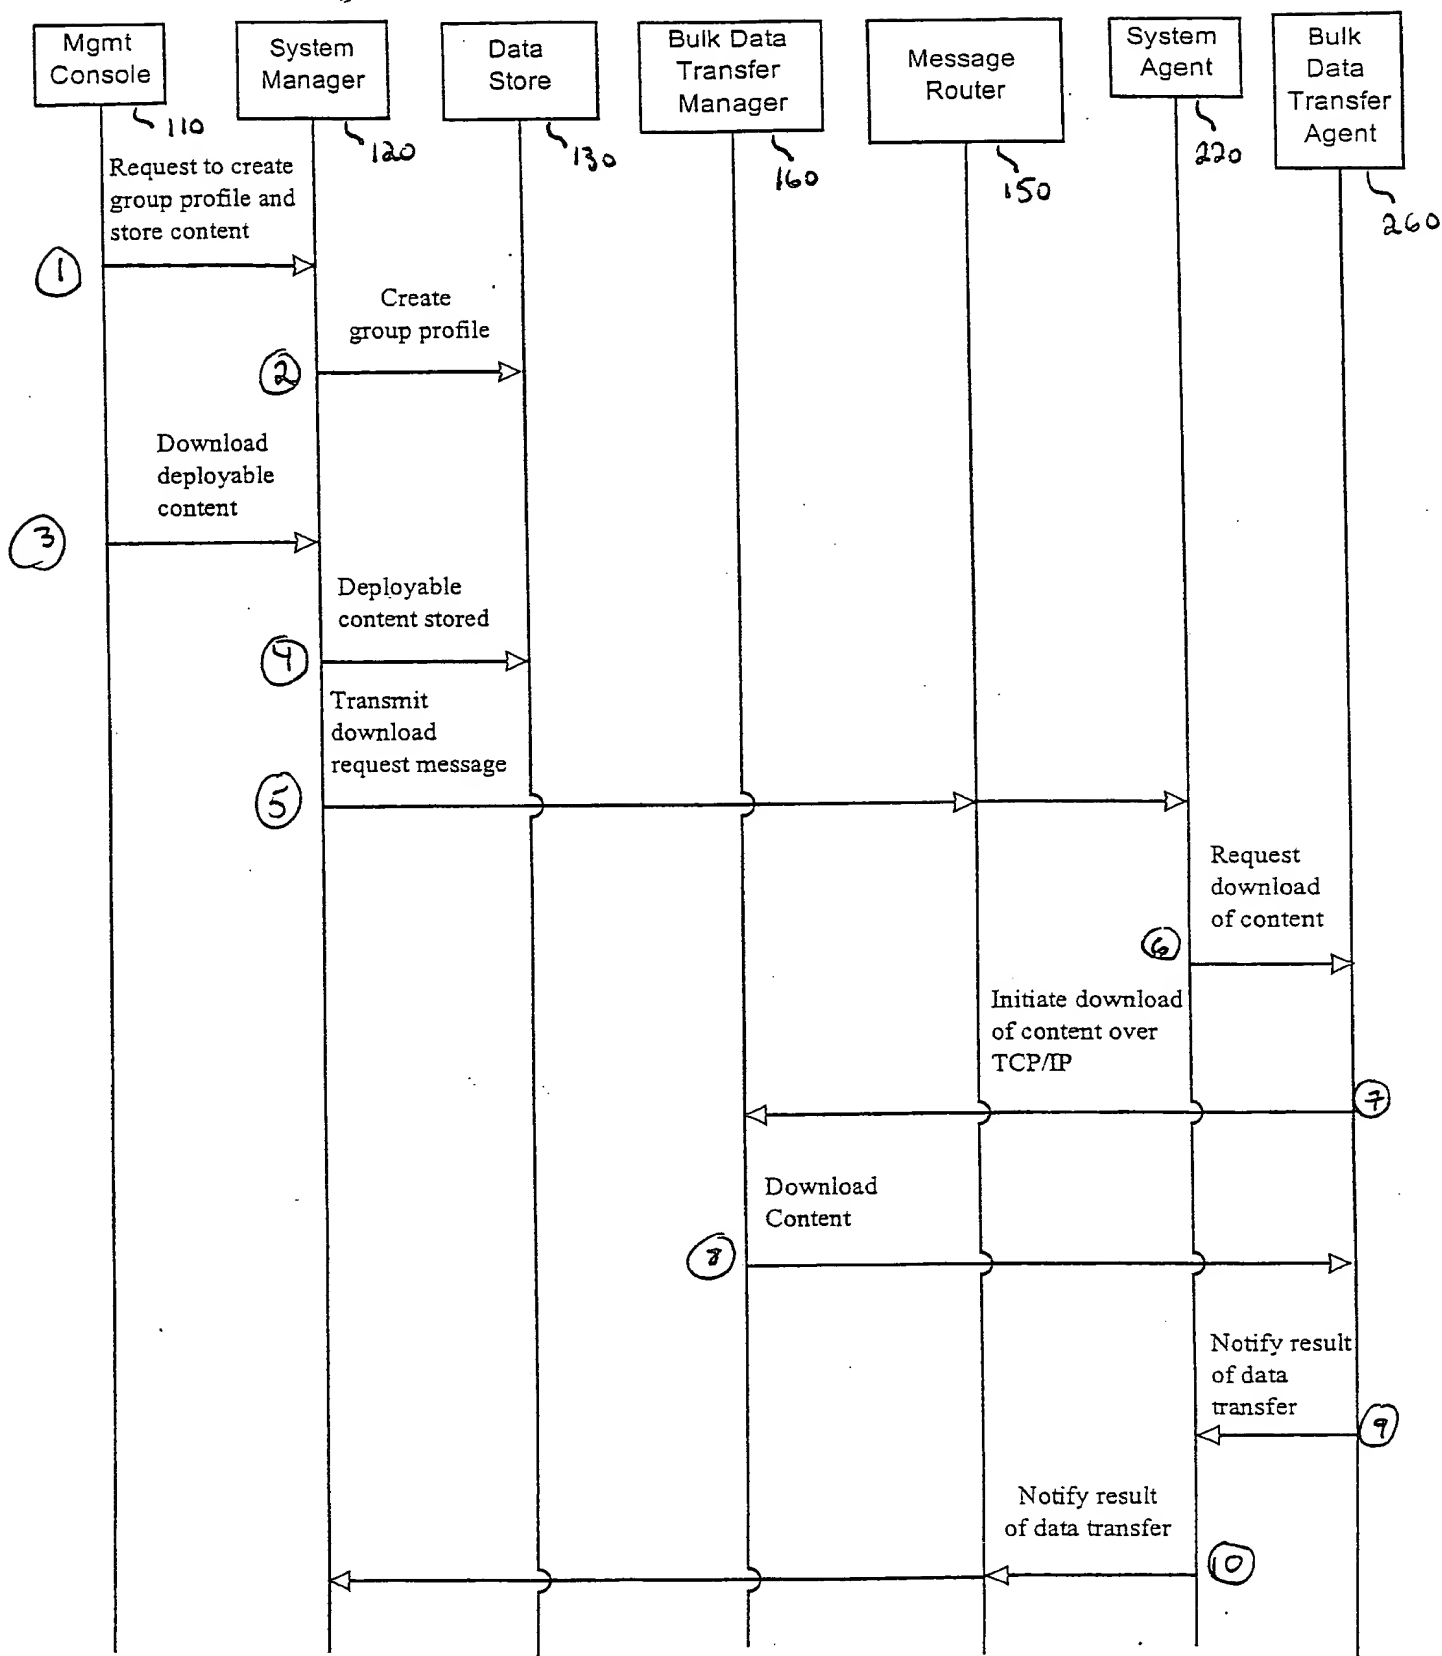 Mgmt
Console
System
Manager
Data
Store
Bulk Data
Transfer
Manager
Message
Router
System
Agent
Bulk
Data
Transfer
Agent
110
120
130
160
150
220
260
Request to create
group profile and
store content
1
Create
group profile
2
Download
deployable
content
3
Deployable
content stored
4
Transmit
download
request message
5
Request
download
of content
6
Initiate download
of content over
TCP/IP
7
Download
Content
8
Notify result
of data
transfer
9
Notify result
of data transfer
10